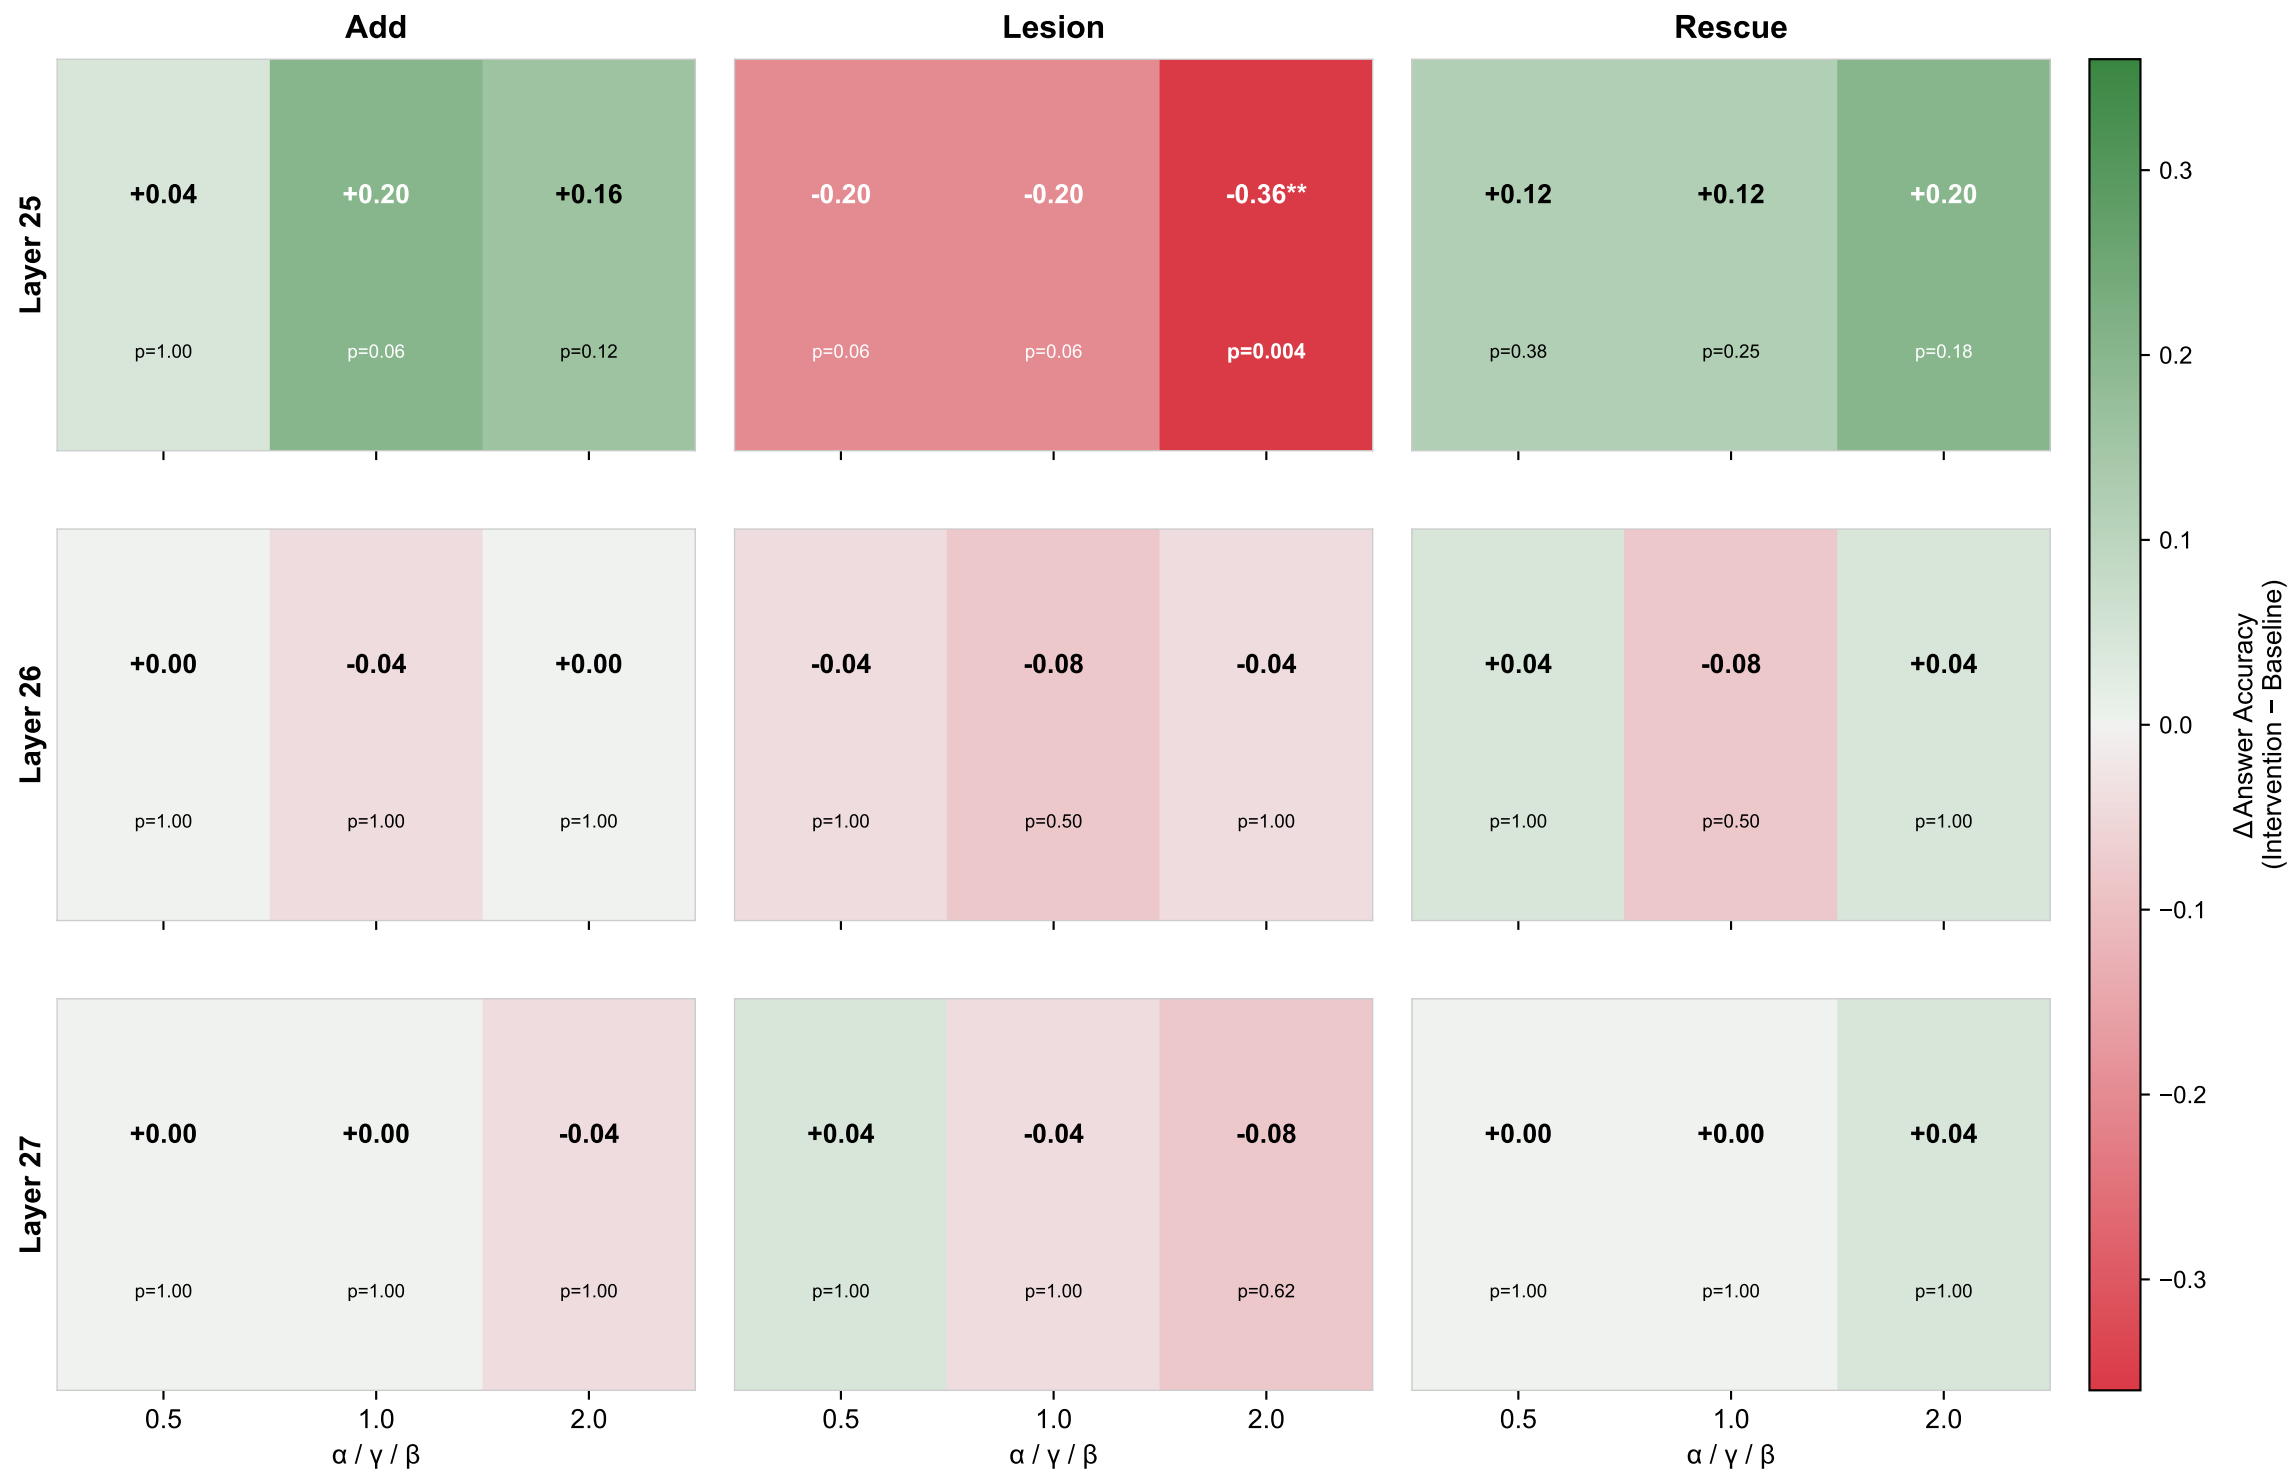 Add
Lesion
Rescue
Layer 25
+0.04
+0.20
+0.16
-0.20
-0.20
-0.36**
+0.12
+0.12
+0.20
p=1.00
p=0.06
p=0.12
p=0.06
p=0.06
p=0.004
p=0.38
p=0.25
p=0.18
Layer 26
+0.00
-0.04
+0.00
-0.04
-0.08
-0.04
+0.04
-0.08
+0.04
p=1.00
p=1.00
p=1.00
p=1.00
p=0.50
p=1.00
p=1.00
p=0.50
p=1.00
Layer 27
+0.00
+0.00
-0.04
+0.04
-0.04
-0.08
+0.00
+0.00
+0.04
p=1.00
p=1.00
p=1.00
p=1.00
p=1.00
p=0.62
p=1.00
p=1.00
p=1.00
0.5
1.0
2.0
0.5
1.0
2.0
0.5
1.0
2.0
α / γ / β
α / γ / β
α / γ / β
0.3
0.2
0.1
0.0
−0.1
−0.2
−0.3
Δ Answer Accuracy
(Intervention − Baseline)